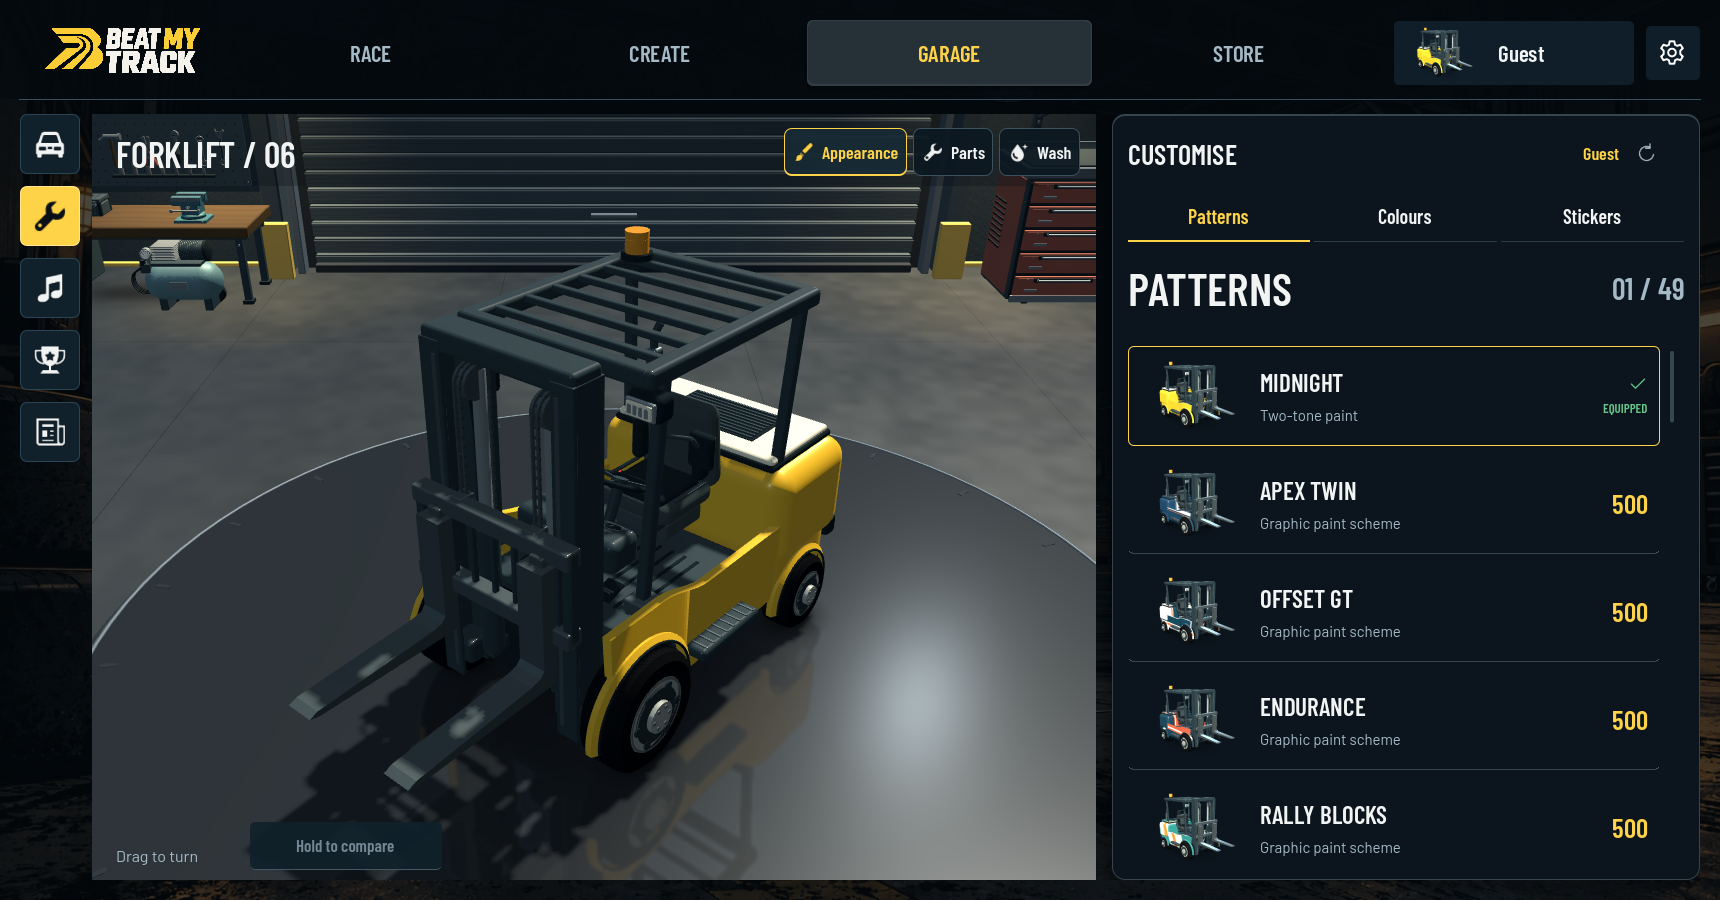 BEAT MY
TRACK
RACE
CREATE
GARAGE
STORE
Guest
FORKLIFT / 06
Appearance
Parts
Wash
Drag to turn
Hold to compare
CUSTOMISE
Guest
Patterns
Colours
Stickers
PATTERNS
01 / 49
MIDNIGHT
Two-tone paint
EQUIPPED
APEX TWIN
Graphic paint scheme
500
OFFSET GT
Graphic paint scheme
500
ENDURANCE
Graphic paint scheme
500
RALLY BLOCKS
Graphic paint scheme
500